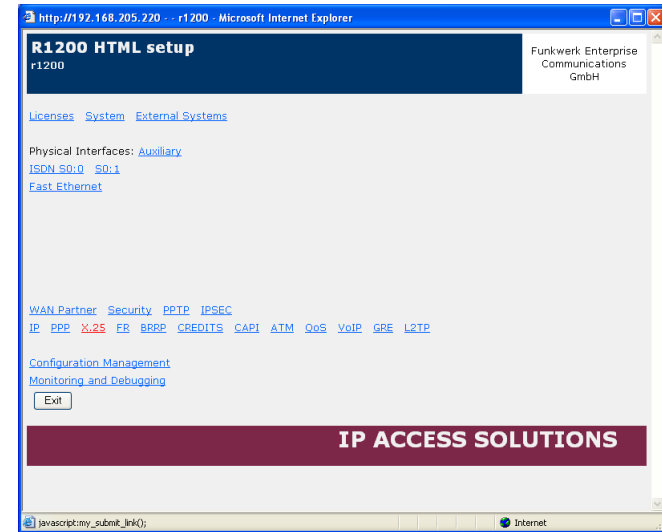 http://192.168.205.220 - - r1200 - Microsoft Internet Explorer
R1200 HTML setup
r1200
Funkwerk Enterprise
Communications
GmbH
Licenses System External Systems
Physical Interfaces: Auxiliary
ISDN S0:0 S0:1
Fast Ethernet
WAN Partner Security PPTP IPSEC
IP PPP X.25 FR BRRP CREDITS CAPI ATM QoS VoIP GRE L2TP
Configuration Management
Monitoring and Debugging
Exit
IP ACCESS SOLUTIONS
javascript:my_submit_link();
Internet